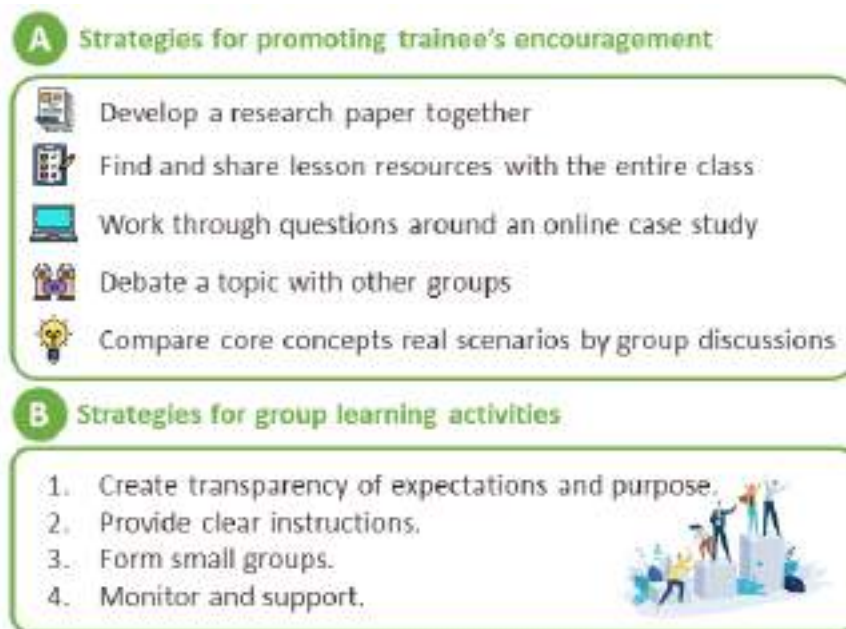 A Strategies for promoting trainee's encouragement
Develop a research paper together
Find and share lesson resources with the entire class
Work through questions around an online case study
Debate a topic with other groups
Compare core concepts real scenarios by group discussions
B Strategies for group learning activities
1. Create transparency of expectations and purpose.
2. Provide clear instructions.
3. Form small groups.
4. Monitor and support.